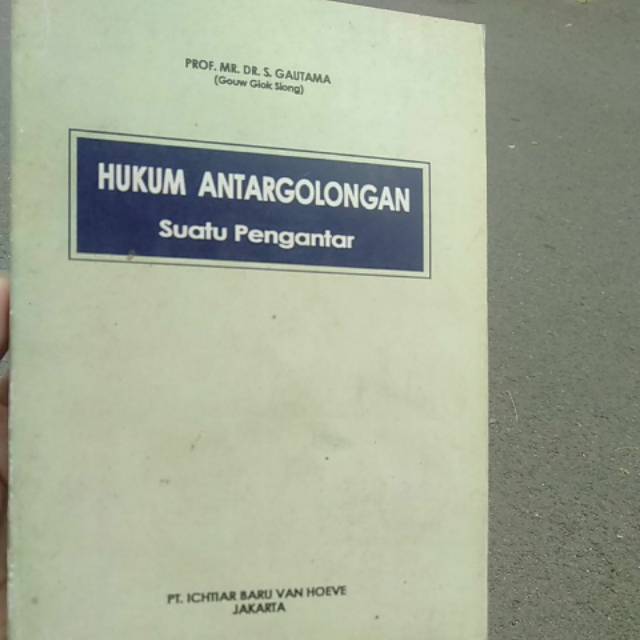 PROF. MR. DR. S. GAUTAMA
(Gouw Giok Siong)
HUKUM ANTARGOLONGAN
Suatu Pengantar
PT. ICHTIAR BARU VAN HOEVE
JAKARTA